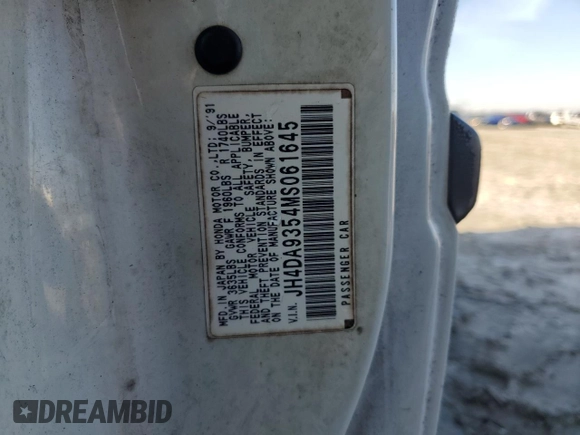 MFD. IN JAPAN BY HONDA MOTOR CO.,LTD: 9/'91
GVWR 3635LBS GAWR F 1960LBS R 1740LBS
THIS VEHICLE CONFORMS TO ALL APPLICABLE
FEDERAL MOTOR VEHICLE SAFETY, BUMPER,
AND THEFT PREVENTION STANDARDS IN EFFECT
ON THE DATE OF MANUFACTURE SHOWN ABOVE:
V.I.N. JH4DA9354MS061645
PASSENGER CAR
DREAMBID